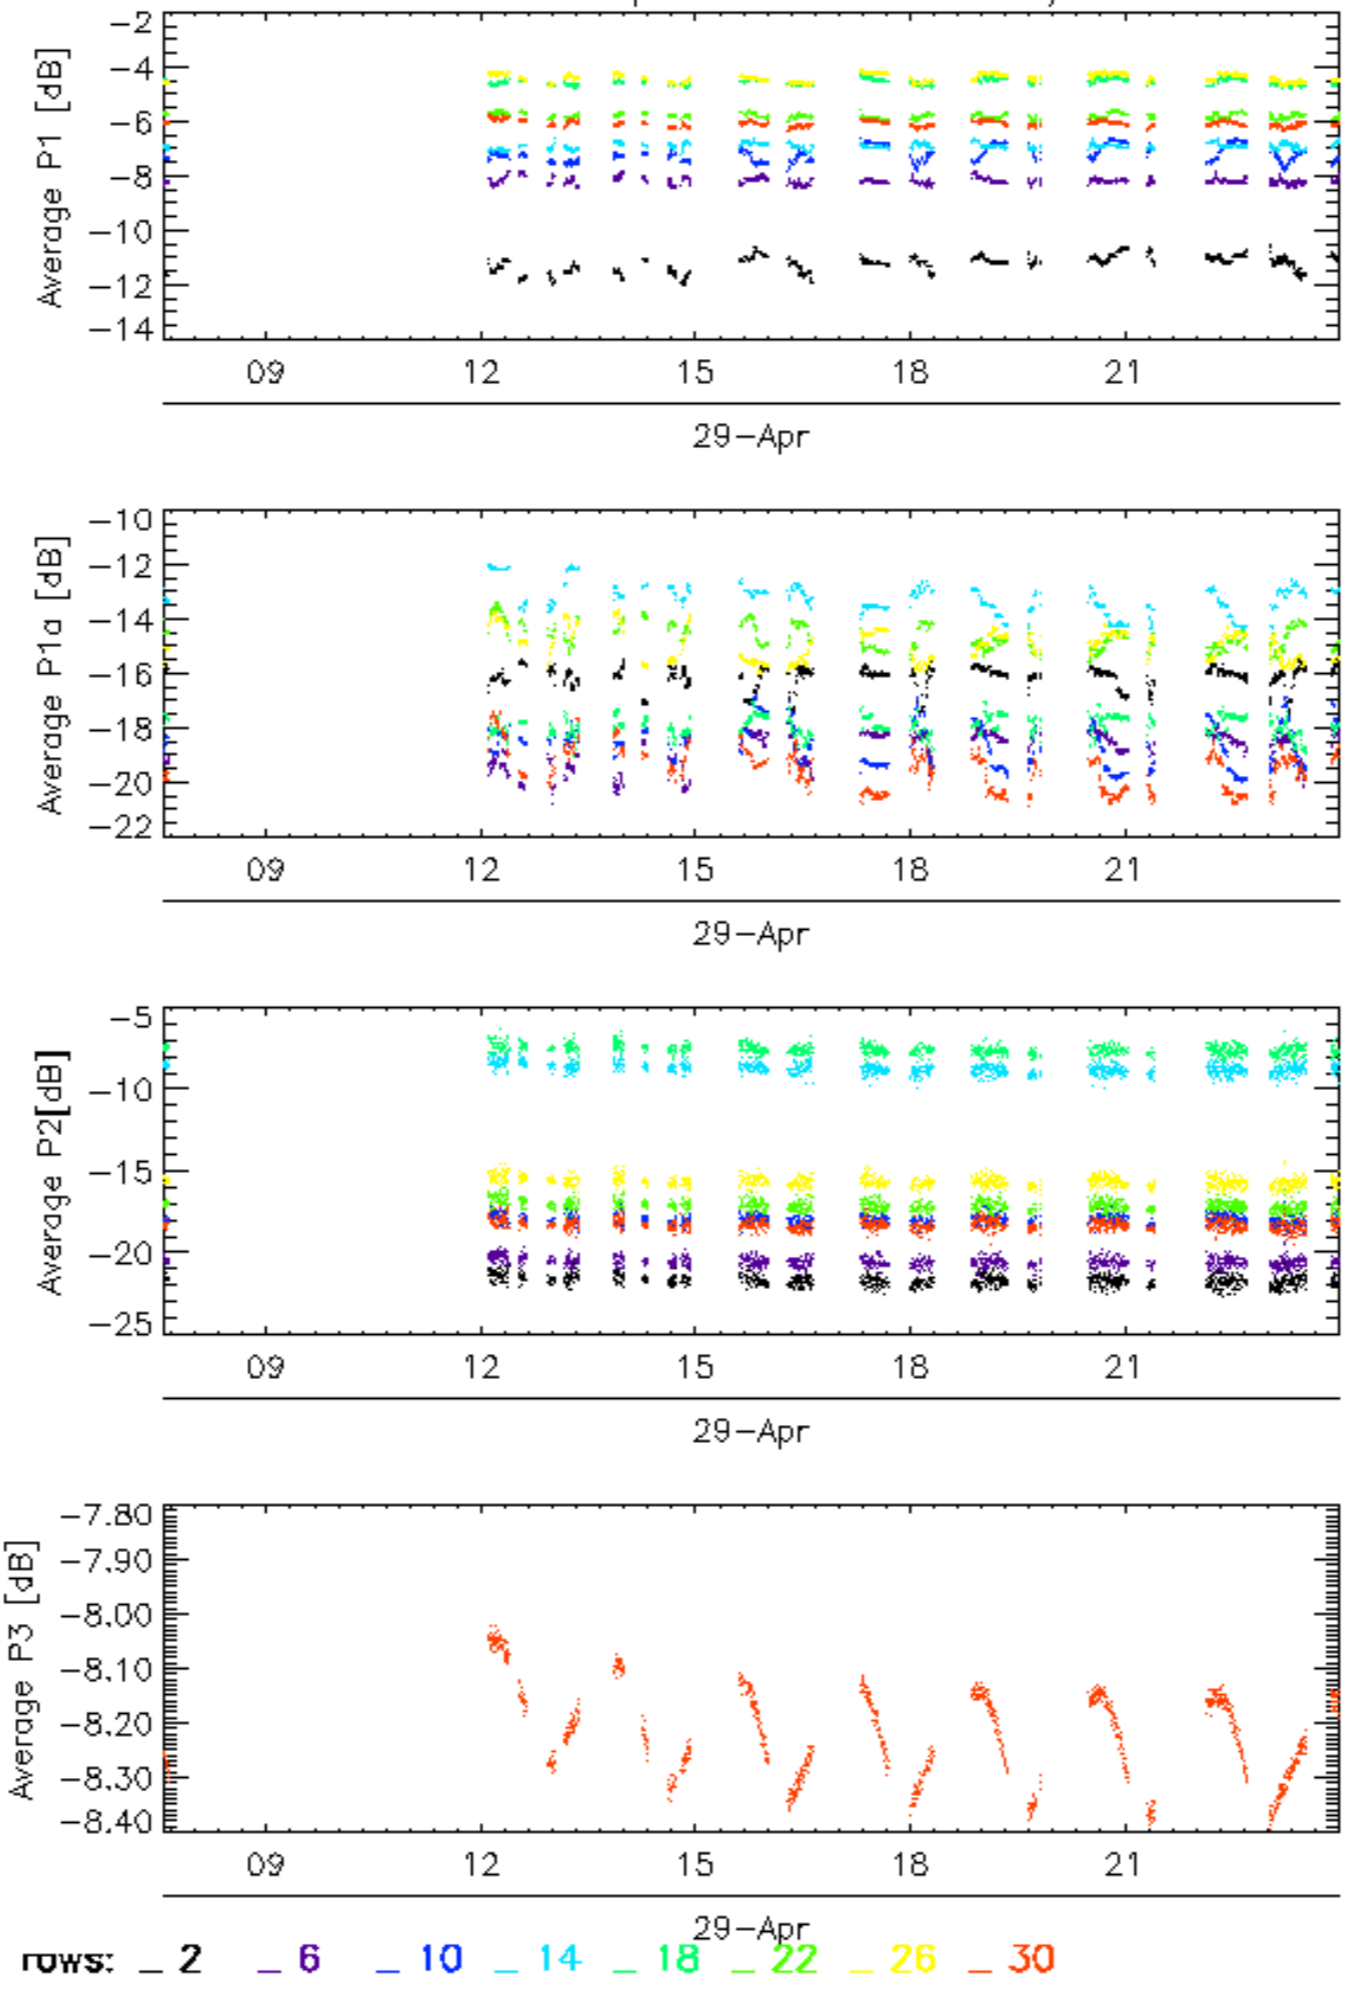 Average P1 [dB]
-2
-4
-6
-8
-10
-12
-14
09 12 15 18 21
29-Apr
Average P1a [dB]
-10
-12
-14
-16
-18
-20
-22
09 12 15 18 21
29-Apr
Average P2[dB]
-5
-10
-15
-20
-25
09 12 15 18 21
29-Apr
Average P3 [dB]
-7.80
-7.90
-8.00
-8.10
-8.20
-8.30
-8.40
09 12 15 18 21
29-Apr
rows: _ 2 _ 6 _ 10 _ 14 _ 18 _ 22 _ 26 _ 30